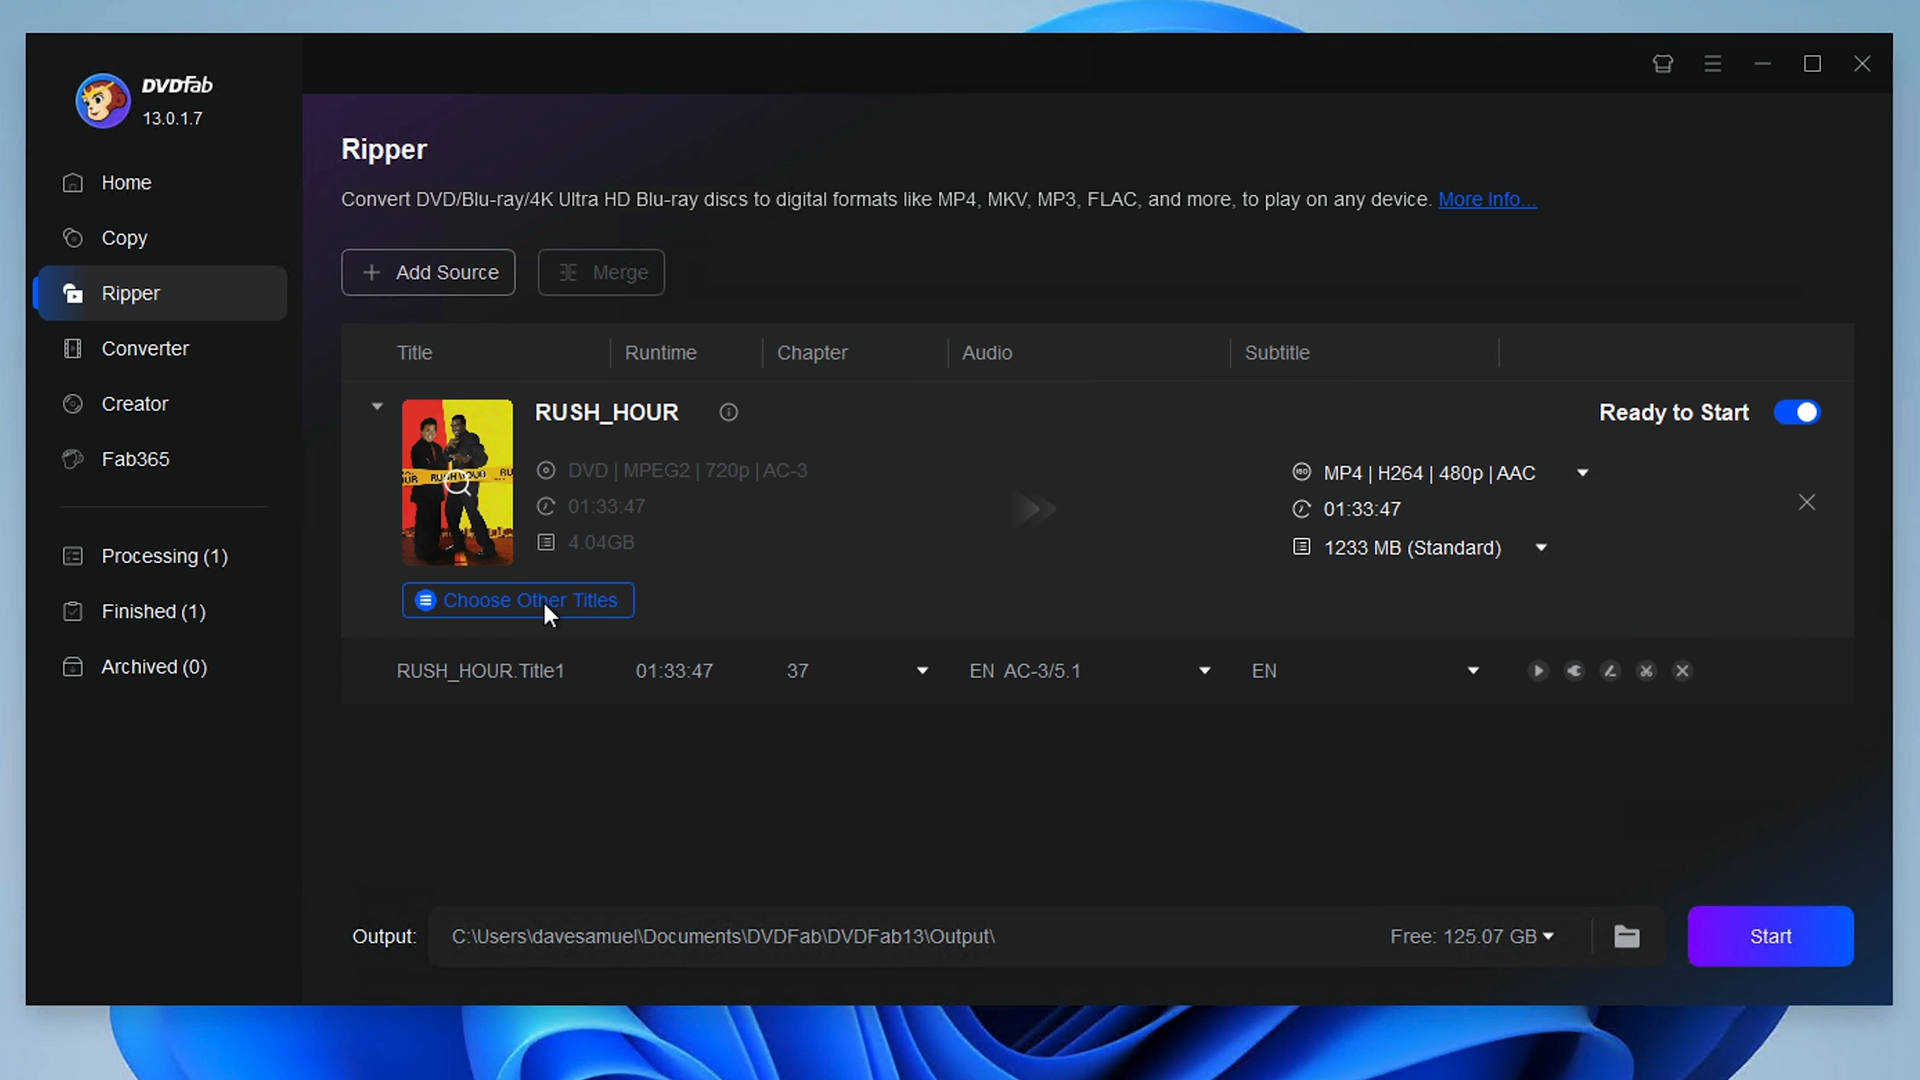 DVDFab
13.0.1.7
Home
Copy
Ripper
Converter
Creator
Fab365
Processing (1)
Finished (1)
Archived (0)
Ripper
Convert DVD/Blu-ray/4K Ultra HD Blu-ray discs to digital formats like MP4, MKV, MP3, FLAC, and more, to play on any device. More Info...
Add Source
Merge
Title
Runtime
Chapter
Audio
Subtitle
RUSH_HOUR
Ready to Start
DVD | MPEG2 | 720p | AC-3
01:33:47
4.04GB
MP4 | H264 | 480p | AAC
01:33:47
1233 MB (Standard)
Choose Other Titles
RUSH_HOUR.Title1
01:33:47
37
EN AC-3/5.1
EN
Output:
C:\Users\davesamuel\Documents\DVDFab\DVDFab13\Output\
Free: 125.07 GB
Start